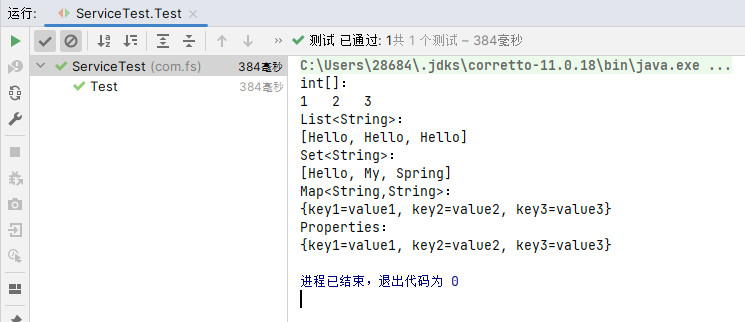 运行: ServiceTest.Test
测试 已通过: 1共 1 个测试 – 384毫秒
ServiceTest (com.fs) 384毫秒
Test 384毫秒
C:\Users\28684\.jdks\corretto-11.0.18\bin\java.exe ...
int[]:
1 2 3
List<String>:
[Hello, Hello, Hello]
Set<String>:
[Hello, My, Spring]
Map<String,String>:
{key1=value1, key2=value2, key3=value3}
Properties:
{key1=value1, key2=value2, key3=value3}
进程已结束,退出代码为 0